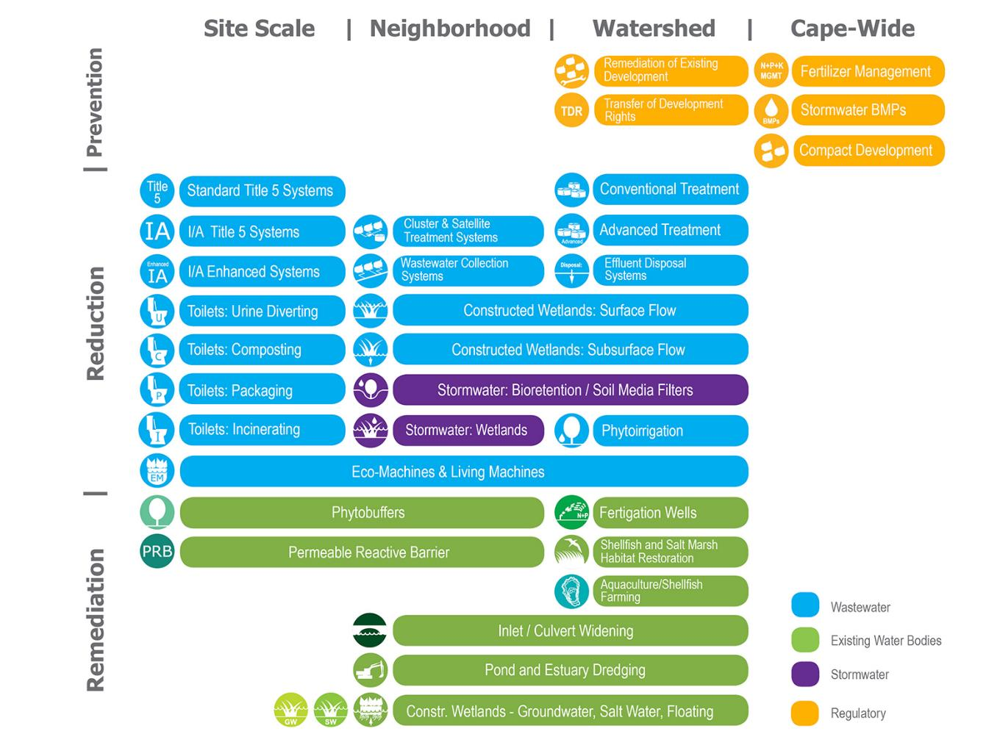 Site Scale | Neighborhood | Watershed | Cape-Wide
Prevention
Remediation of Existing
Development
N+P+K
MGMT
Fertilizer Management
TDR
Transfer of Development
Rights
BMPs
Stormwater BMPs
Compact Development
|
Reduction
Title
5
Standard Title 5 Systems
Conventional Treatment
IA
I/A Title 5 Systems
Cluster & Satellite
Treatment Systems
Advanced
Advanced Treatment
Enhanced
IA
I/A Enhanced Systems
Wastewater Collection
Systems
Disposal:
Effluent Disposal
Systems
U
Toilets: Urine Diverting
Constructed Wetlands: Surface Flow
C
Toilets: Composting
Constructed Wetlands: Subsurface Flow
P
Toilets: Packaging
Stormwater: Bioretention / Soil Media Filters
I
Toilets: Incinerating
Stormwater: Wetlands
Phytoirrigation
EM
Eco-Machines & Living Machines
|
Remediation
Phytobuffers
N+P
Fertigation Wells
PRB
Permeable Reactive Barrier
Shellfish and Salt Marsh
Habitat Restoration
Aquaculture/Shellfish
Farming
Inlet / Culvert Widening
Pond and Estuary Dredging
GW
SW
Constr. Wetlands - Groundwater, Salt Water, Floating
Wastewater
Existing Water Bodies
Stormwater
Regulatory